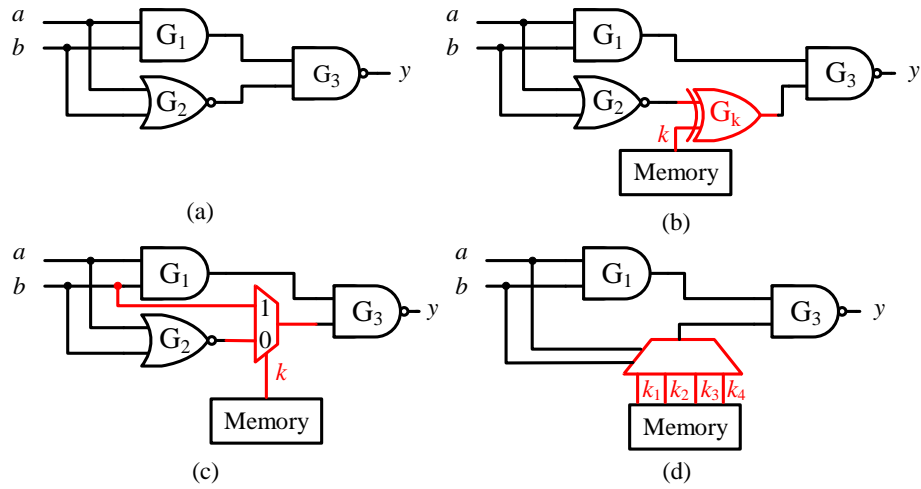 a
b
G1
G2
G3
y
(a)
a
b
G1
G2
Gk
G3
y
k
Memory
(b)
a
b
G1
G2
1
0
G3
y
k
Memory
(c)
a
b
G1
G3
y
k1 k2 k3 k4
Memory
(d)